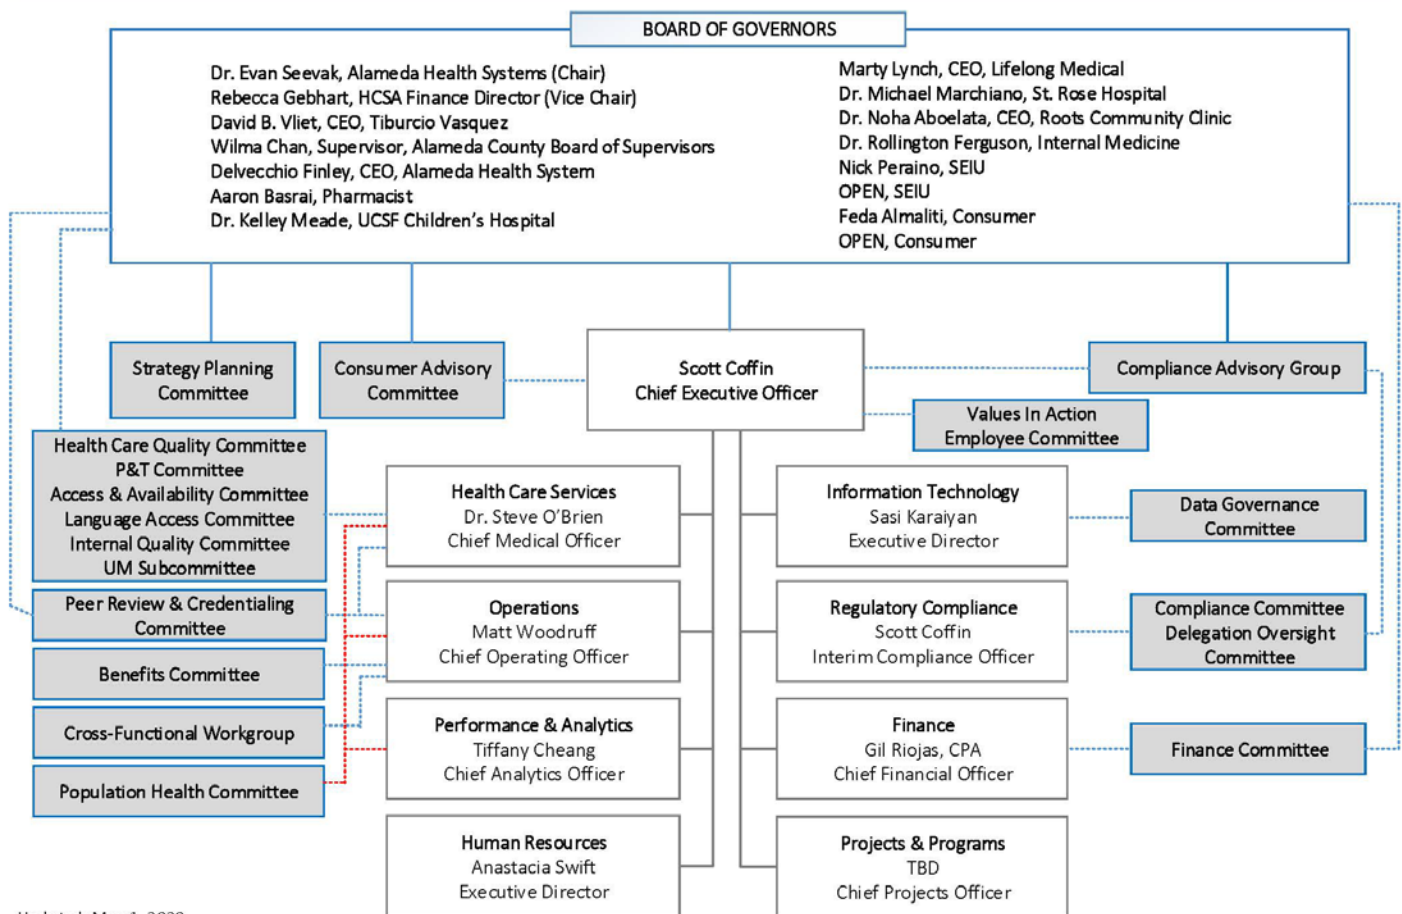 BOARD OF GOVERNORS
Dr. Evan Seevak, Alameda Health Systems (Chair)
Rebecca Gebhart, HCSA Finance Director (Vice Chair)
David B. Vliet, CEO, Tiburcio Vasquez
Wilma Chan, Supervisor, Alameda County Board of Supervisors
Delvecchio Finley, CEO, Alameda Health System
Aaron Basrai, Pharmacist
Dr. Kelley Meade, UCSF Children’s Hospital
Marty Lynch, CEO, Lifelong Medical
Dr. Michael Marchiano, St. Rose Hospital
Dr. Noha Aboelata, CEO, Roots Community Clinic
Dr. Rollington Ferguson, Internal Medicine
Nick Peraino, SEIU
OPEN, SEIU
Feda Almaliti, Consumer
OPEN, Consumer
Strategy Planning
Committee
Consumer Advisory
Committee
Scott Coffin
Chief Executive Officer
Compliance Advisory Group
Values In Action
Employee Committee
Health Care Quality Committee
P&T Committee
Access & Availability Committee
Language Access Committee
Internal Quality Committee
UM Subcommittee
Health Care Services
Dr. Steve O’Brien
Chief Medical Officer
Information Technology
Sasi Karaiyan
Executive Director
Data Governance
Committee
Peer Review & Credentialing
Committee
Operations
Matt Woodruff
Chief Operating Officer
Regulatory Compliance
Scott Coffin
Interim Compliance Officer
Compliance Committee
Delegation Oversight
Committee
Benefits Committee
Cross-Functional Workgroup
Performance & Analytics
Tiffany Cheang
Chief Analytics Officer
Finance
Gil Riojas, CPA
Chief Financial Officer
Finance Committee
Population Health Committee
Human Resources
Anastacia Swift
Executive Director
Projects & Programs
TBD
Chief Projects Officer